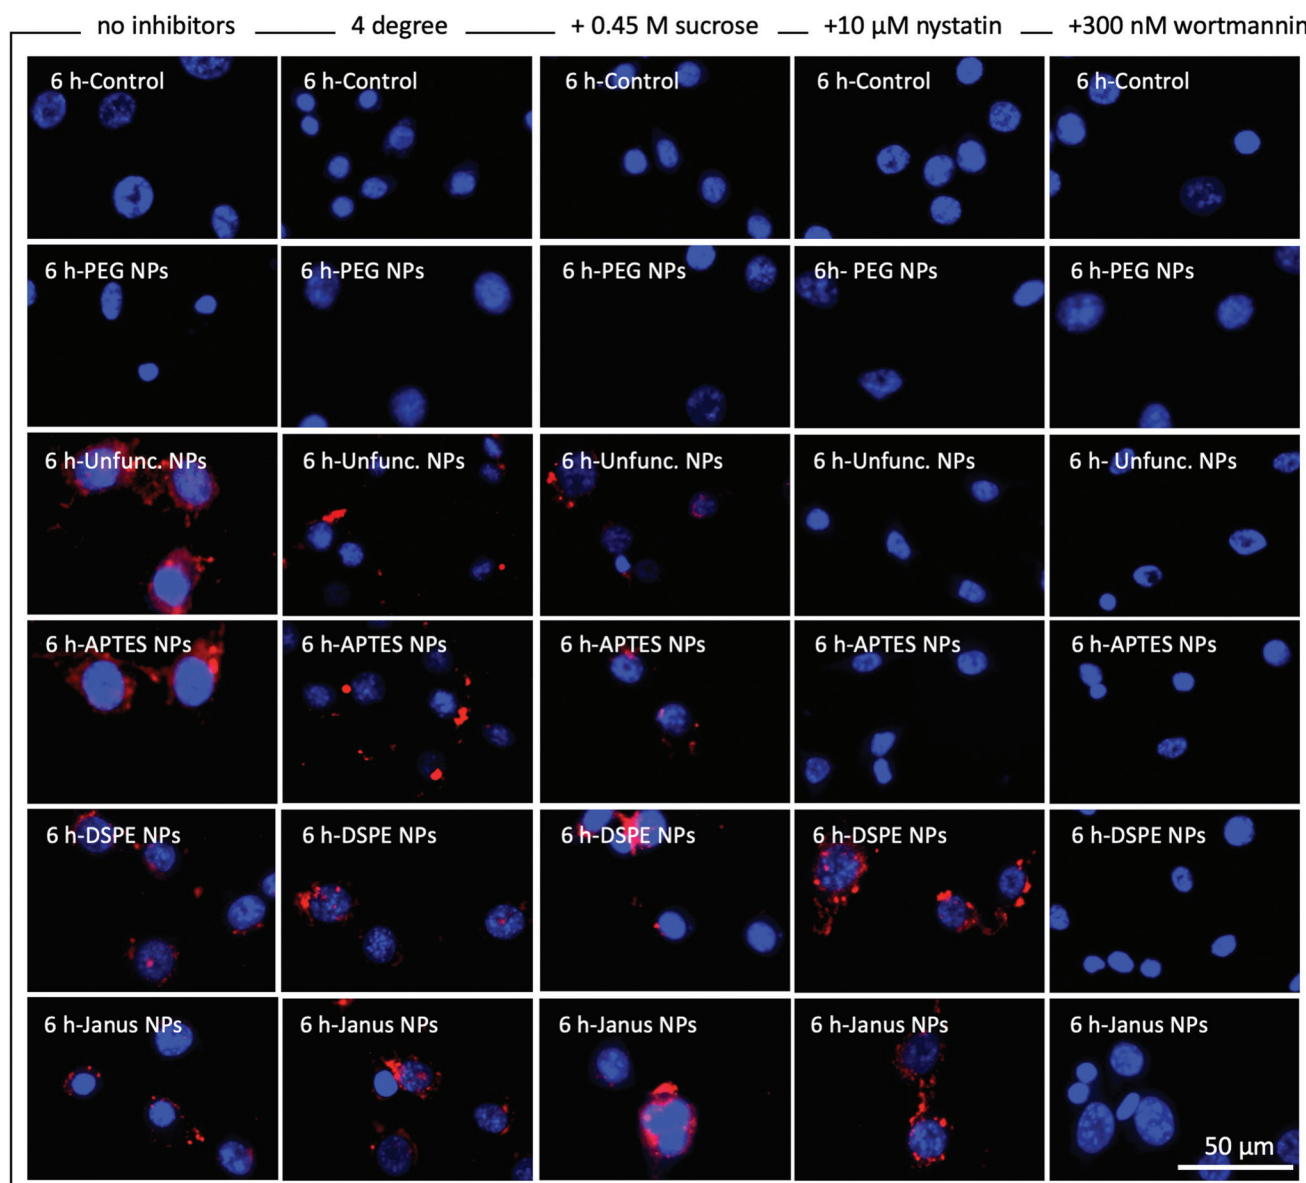 no inhibitors 4 degree + 0.45 M sucrose +10 µM nystatin +300 nM wortmannin
6 h-Control 6 h-Control 6 h-Control 6 h-Control 6 h-Control
6 h-PEG NPs 6 h-PEG NPs 6 h-PEG NPs 6h- PEG NPs 6 h-PEG NPs
6 h-Unfunc. NPs 6 h-Unfunc. NPs 6 h-Unfunc. NPs 6 h-Unfunc. NPs 6 h- Unfunc. NPs
6 h-APTES NPs 6 h-APTES NPs 6 h-APTES NPs 6 h-APTES NPs 6 h-APTES NPs
6 h-DSPE NPs 6 h-DSPE NPs 6 h-DSPE NPs 6 h-DSPE NPs 6 h-DSPE NPs
6 h-Janus NPs 6 h-Janus NPs 6 h-Janus NPs 6 h-Janus NPs 6 h-Janus NPs
50 µm